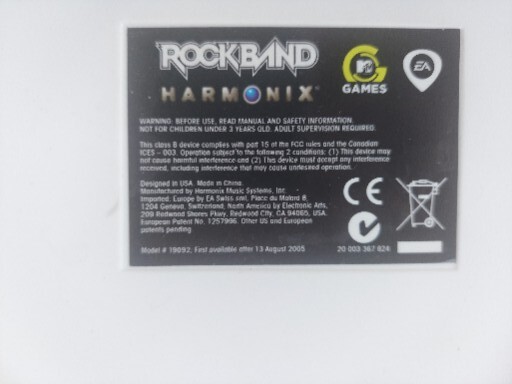 ROCKBAND
HARMONIX
MTV
G
GAMES
EA
WARNING: BEFORE USE, READ MANUAL AND SAFETY INFORMATION.
NOT FOR CHILDREN UNDER 3 YEARS OLD. ADULT SUPERVISION REQUIRED.
This class B device complies with part 15 of the FCC rules and the Canadian
ICES - 003. Operation subject to the following 2 conditions: (1) This device may
not cause harmful interference and (2) This device must accept any interference
received, including interference that may cause undesired operation.
Designed in USA. Made in China.
Manufactured by Harmonix Music Systems, Inc.
Imported: Europe by EA Swiss sarl, Place du Molard 8,
1204 Geneva, Switzerland; North America by Electronic Arts,
209 Redwood Shores Pkwy, Redwood City, CA 94065, USA.
European Patent No. 1257996. Other US and European
patents pending.
CE
Model # 19092; First available after 13 August 2005
20 003 367 624